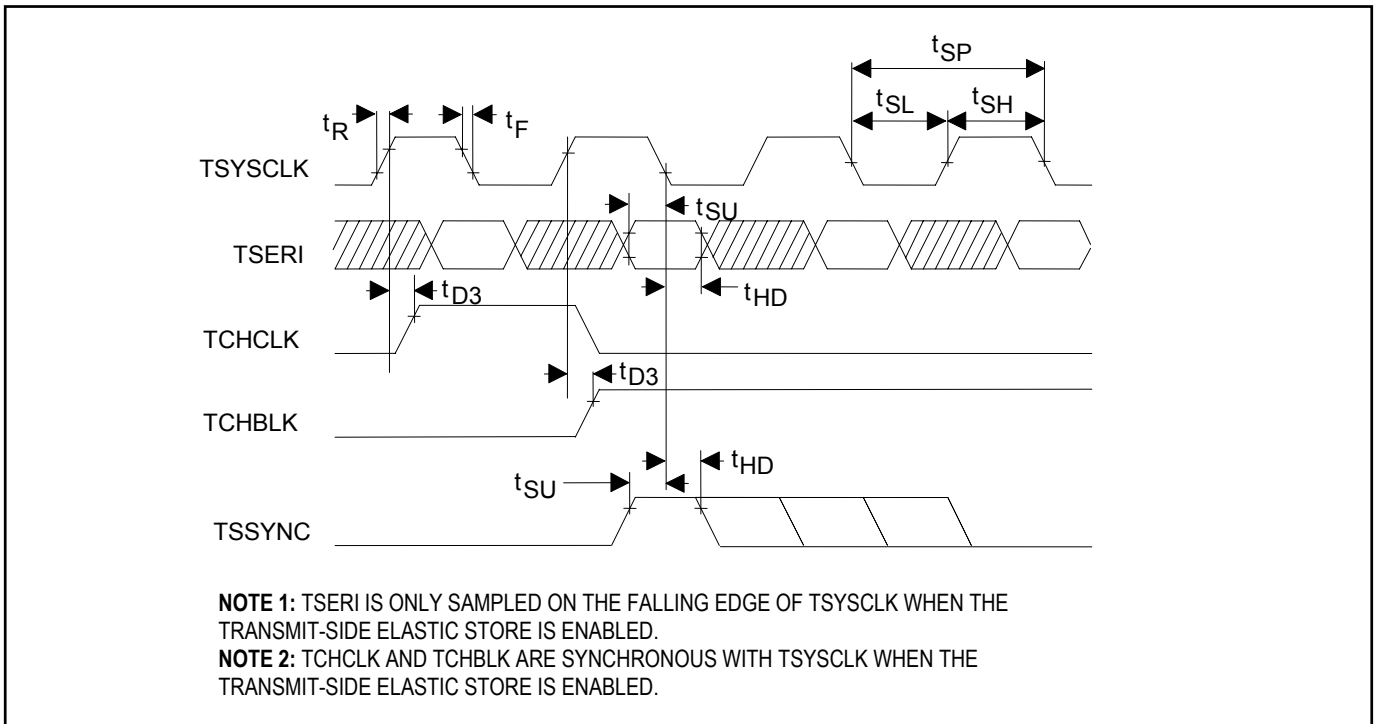 tSP
tSL tSH
tR tF
TSYSCLK
tSU
TSERI
tD3 tHD
TCHCLK
tD3
TCHBLK
tHD
tSU
TSSYNC
NOTE 1: TSERI IS ONLY SAMPLED ON THE FALLING EDGE OF TSYSCLK WHEN THE
TRANSMIT-SIDE ELASTIC STORE IS ENABLED.
NOTE 2: TCHCLK AND TCHBLK ARE SYNCHRONOUS WITH TSYSCLK WHEN THE
TRANSMIT-SIDE ELASTIC STORE IS ENABLED.